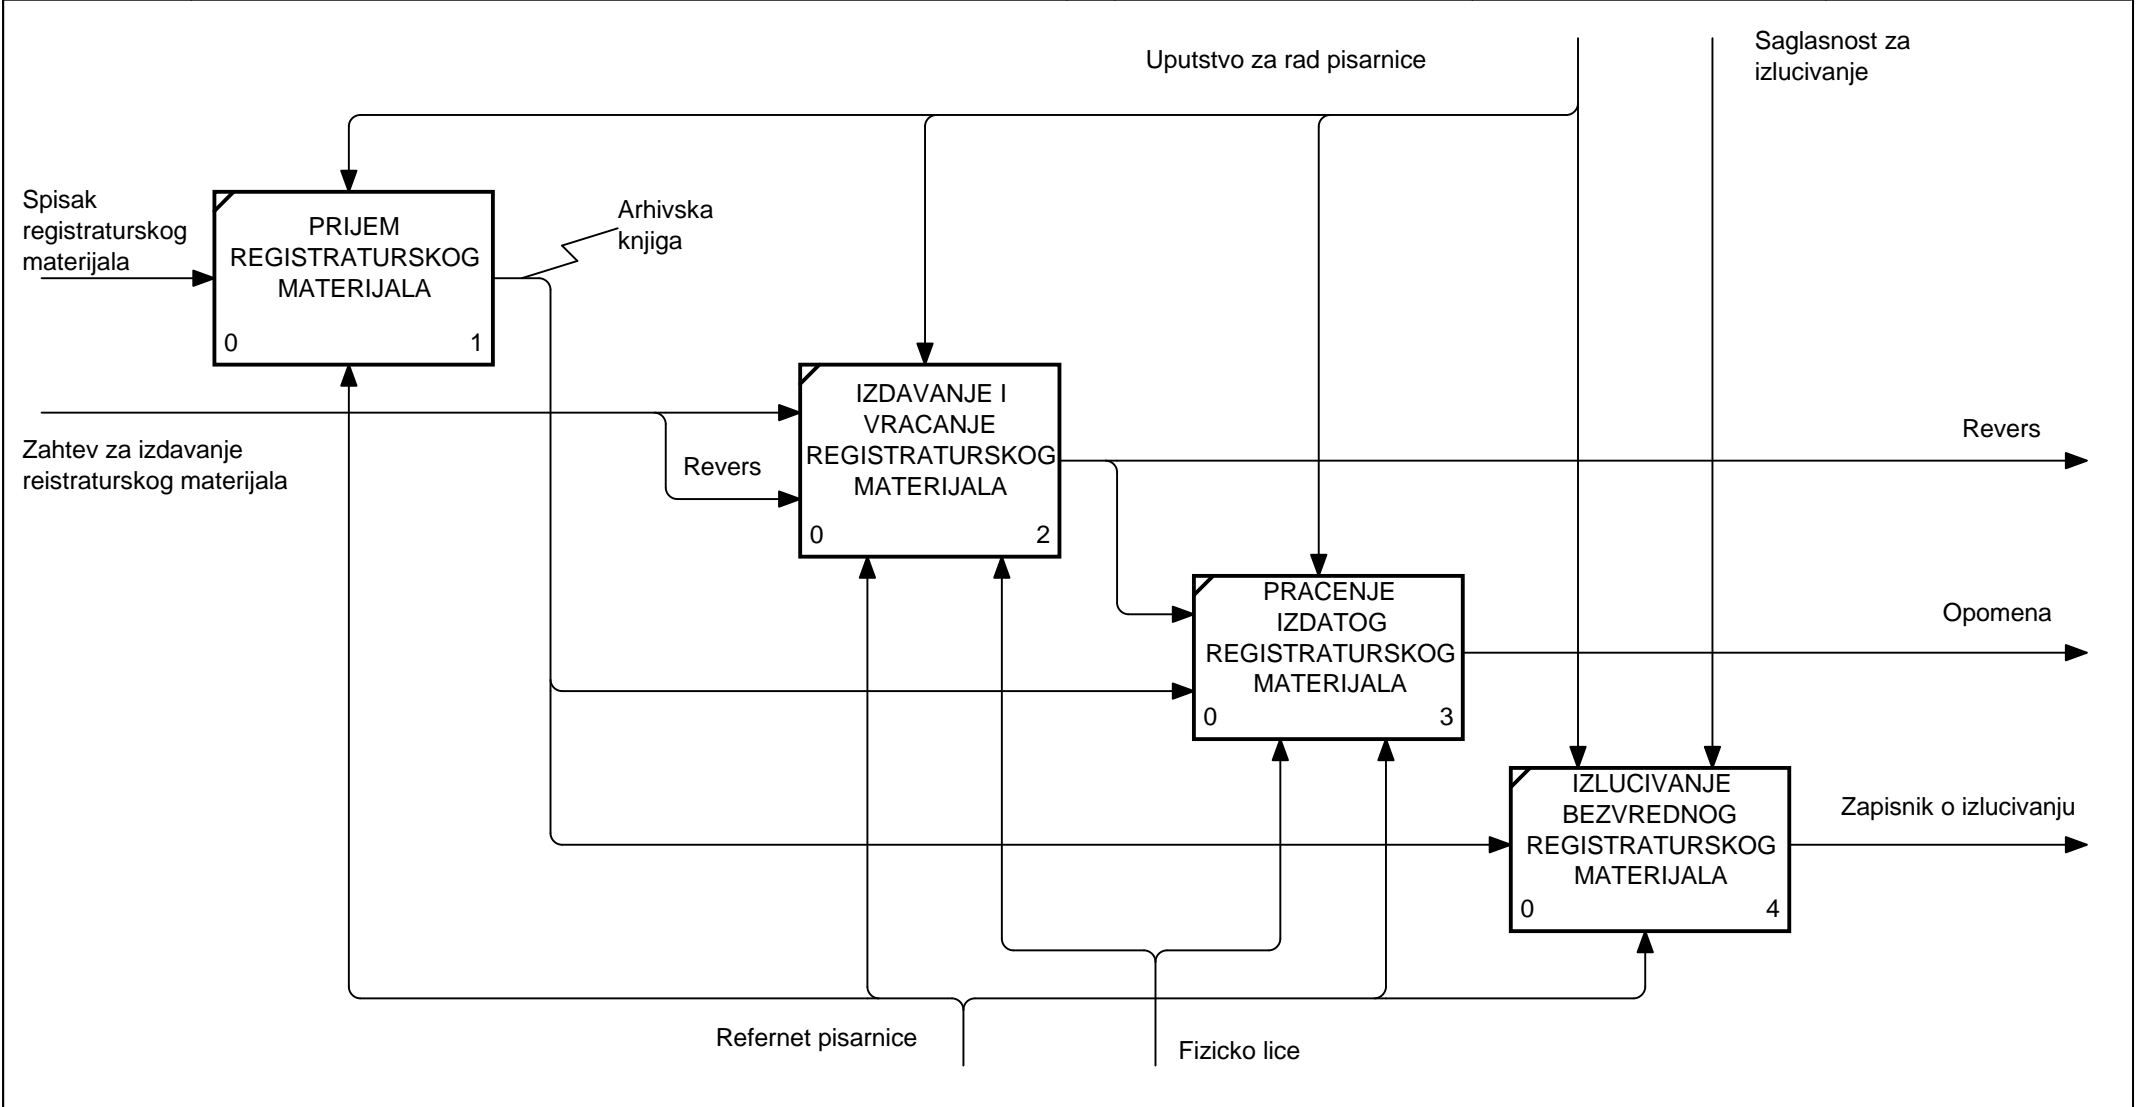 Uputstvo za rad pisarnice
Saglasnost za
izlucivanje
Spisak
registraturskog
materijala
PRIJEM
REGISTRATURSKOG
MATERIJALA
0
1
Arhivska
knjiga
Zahtev za izdavanje
reistraturskog materijala
Revers
IZDAVANJE I
VRACANJE
REGISTRATURSKOG
MATERIJALA
0
2
Revers
PRACENJE
IZDATOG
REGISTRATURSKOG
MATERIJALA
0
3
Opomena
IZLUCIVANJE
BEZVREDNOG
REGISTRATURSKOG
MATERIJALA
0
4
Zapisnik o izlucivanju
Refernet pisarnice
Fizicko lice